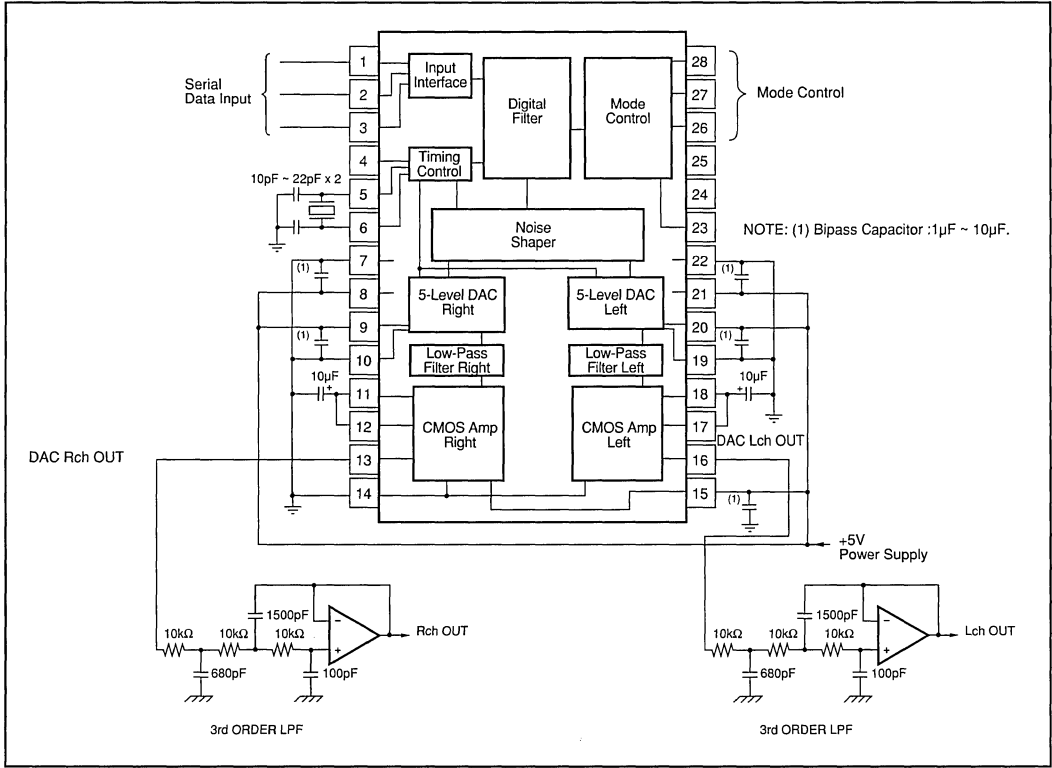 1
Input
Interface
28
Serial
Data Input
2
Digital
Filter
Mode
Control
27
Mode Control
3
26
4
Timing
Control
25
10pF ~ 22pF x 2
5
24
6
Noise
Shaper
23
NOTE: (1) Bipass Capacitor :1µF ~ 10µF.
7
22
(1)
(1)
8
5-Level DAC
Right
5-Level DAC
Left
21
9
20
(1)
(1)
10
Low-Pass
Filter Right
Low-Pass
Filter Left
19
10µF
+
10µF
+
11
18
12
CMOS Amp
Right
CMOS Amp
Left
17
DAC Lch OUT
DAC Rch OUT
13
16
14
15
(1)
+5V
Power Supply
1500pF
10kΩ
10kΩ
10kΩ
−
+
Rch OUT
680pF
100pF
3rd ORDER LPF
1500pF
10kΩ
10kΩ
10kΩ
−
+
Lch OUT
680pF
100pF
3rd ORDER LPF